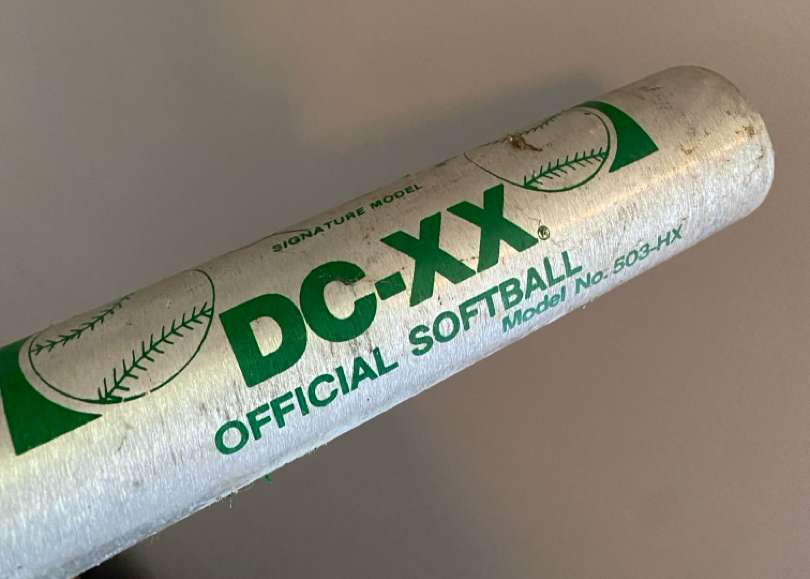 SIGNATURE MODEL
DC-XX®
OFFICIAL SOFTBALL
Model No. 503-HX